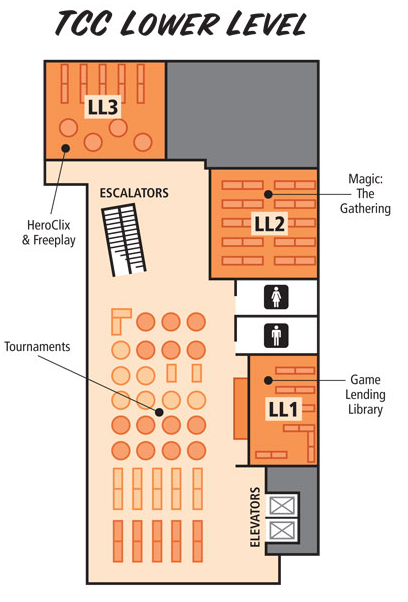 TCC LOWER LEVEL
LL3
ESCALATORS
Magic:
The
Gathering
LL2
HeroClix
& Freeplay
Tournaments
Game
Lending
Library
LL1
ELEVATORS